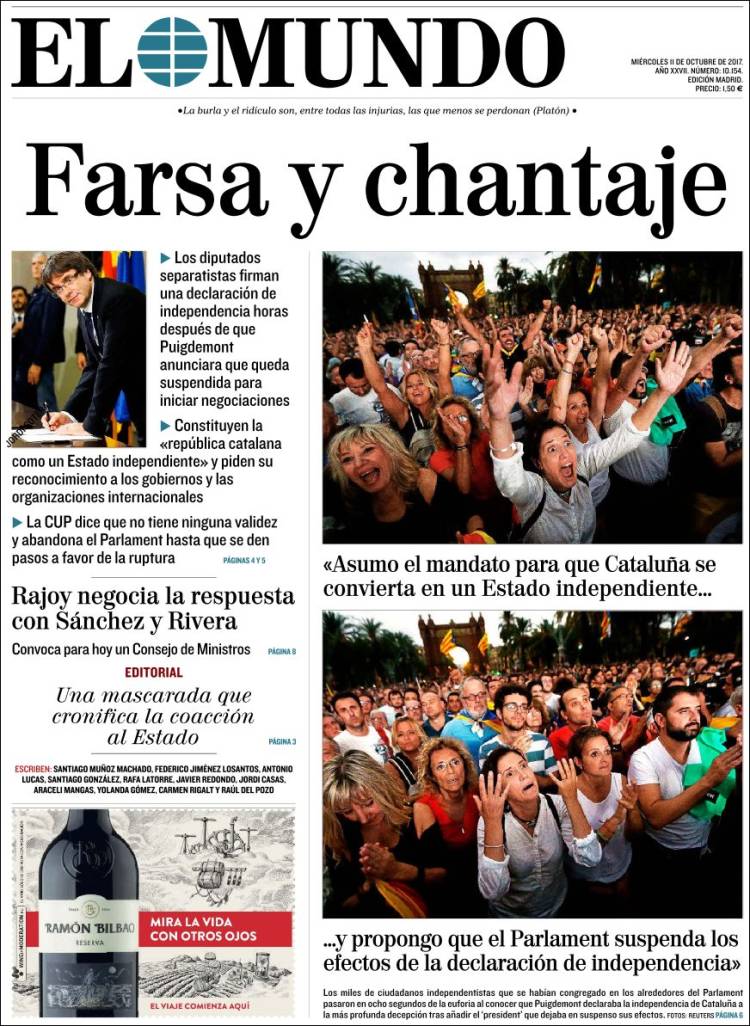 EL MUNDO
MIÉRCOLES 11 DE OCTUBRE DE 2017.
AÑO XXVII. NÚMERO: 10.154.
EDICIÓN MADRID.
PRECIO: 1,50 €
•La burla y el ridículo son, entre todas las injurias, las que menos se perdonan (Platón) •
Farsa y chantaje
▶ Los diputados
separatistas firman
una declaración de
independencia horas
después de que
Puigdemont
anunciara que queda
suspendida para
iniciar negociaciones
▶ Constituyen la
«república catalana
como un Estado independiente» y piden su
reconocimiento a los gobiernos y las
organizaciones internacionales
▶ La CUP dice que no tiene ninguna validez
y abandona el Parlament hasta que se den
pasos a favor de la ruptura
PÁGINAS 4 Y 5
Rajoy negocia la respuesta
con Sánchez y Rivera
Convoca para hoy un Consejo de Ministros
PÁGINA 8
EDITORIAL
Una mascarada que
cronifica la coacción
al Estado
PÁGINA 3
ESCRIBEN: SANTIAGO MUÑOZ MACHADO, FEDERICO JIMÉNEZ LOSANTOS, ANTONIO
LUCAS, SANTIAGO GONZÁLEZ, RAFA LATORRE, JAVIER REDONDO, JORDI CASAS,
ARACELI MANGAS, YOLANDA GÓMEZ, CARMEN RIGALT Y RAÚL DEL POZO
RAMÓN BILBAO
RESERVA
MIRA LA VIDA
CON OTROS OJOS
EL VIAJE COMIENZA AQUÍ
WINE in MODERATION
«Asumo el mandato para que Cataluña se
convierta en un Estado independiente...
...y propongo que el Parlament suspenda los
efectos de la declaración de independencia»
Los miles de ciudadanos independentistas que se habían congregado en los alrededores del Parlament
pasaron en ocho segundos de la euforia al conocer que Puigdemont declaraba la independencia de Cataluña a
la más profunda decepción tras añadir el 'president' que dejaba en suspenso sus efectos. FOTOS: REUTERS PÁGINA 6